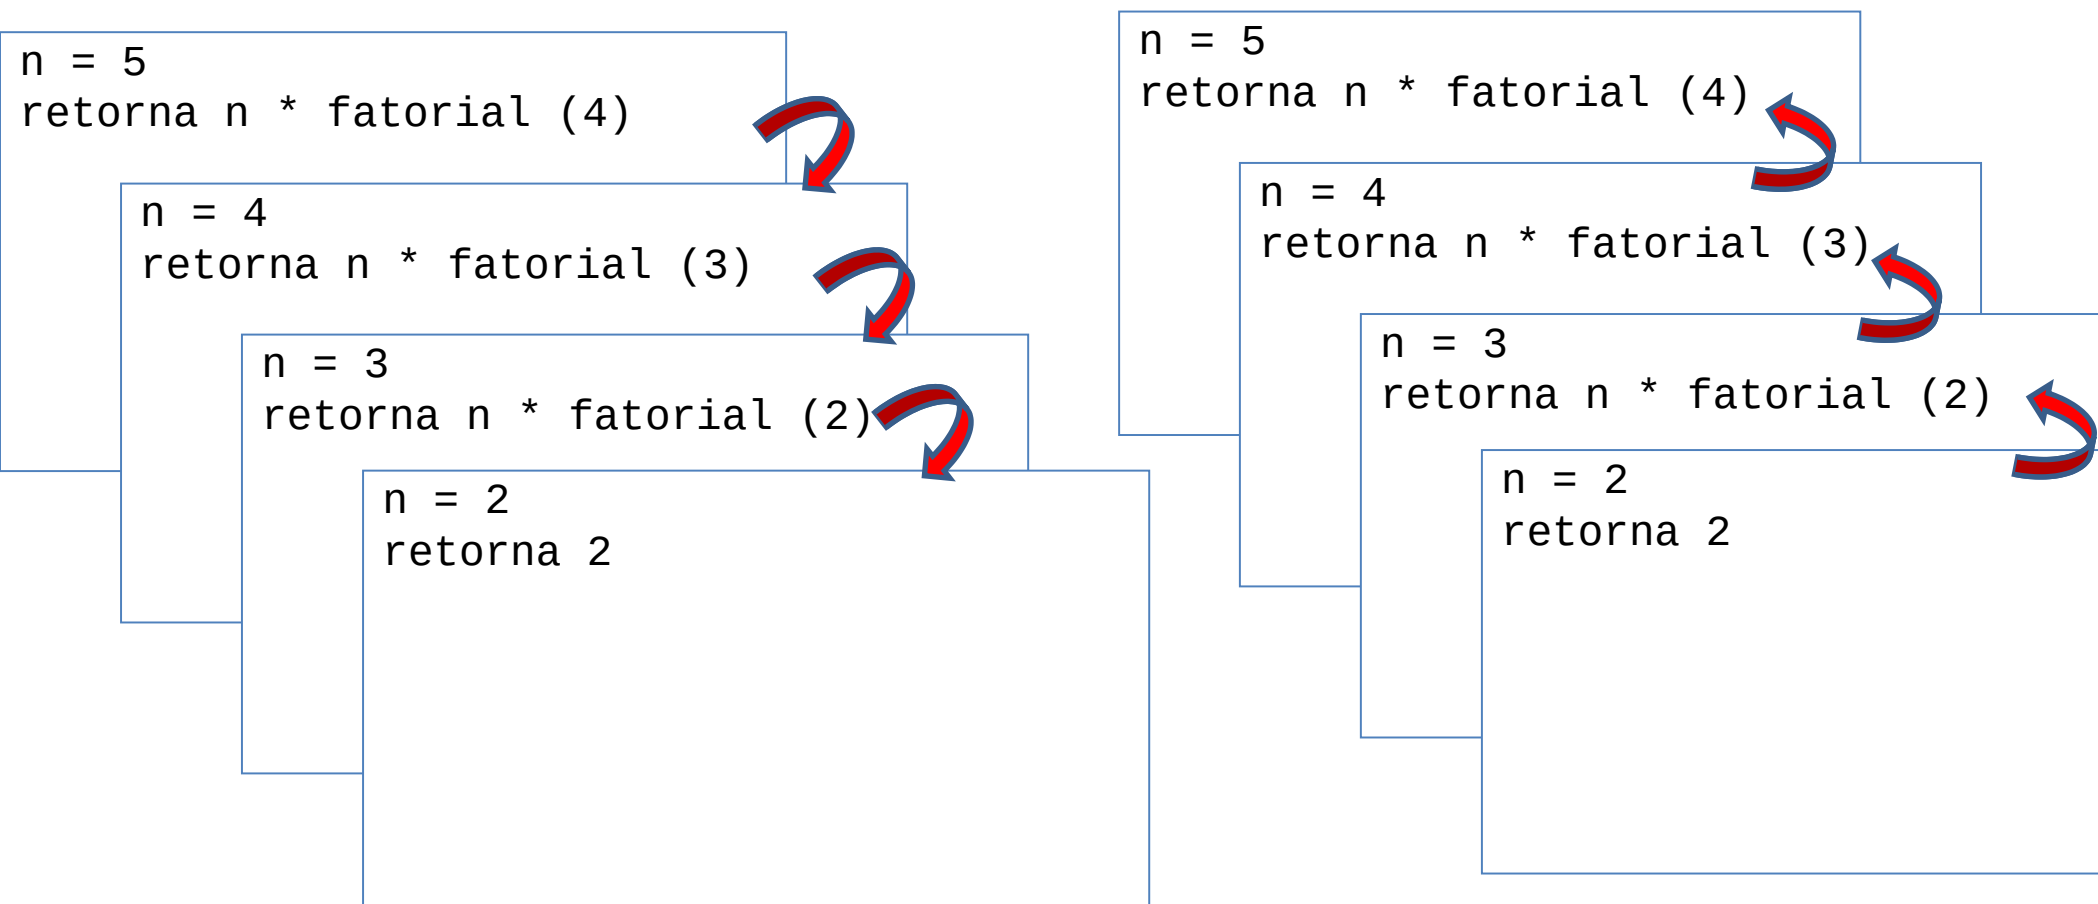 n = 5
retorna n * fatorial (4)
n = 4
retorna n * fatorial (3)
n = 3
retorna n * fatorial (2)
n = 2
retorna 2
n = 5
retorna n * fatorial (4)
n = 4
retorna n * fatorial (3)
n = 3
retorna n * fatorial (2)
n = 2
retorna 2